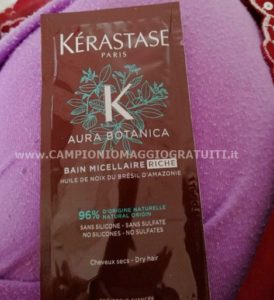 KÉRASTASE
PARIS
K
AURA BOTANICA
WWW.CAMPIONIOMAGGIOGRATUITI.it
BAIN MICELLAIRE RICHE
HUILE DE NOIX DU BRÉSIL D'AMAZONIE
96% D'ORIGINE NATURELLE
NATURAL ORIGIN
SANS SILICONE - SANS SULFATE
NO SILICONES - NO SULFATES
Cheveux secs - Dry hair